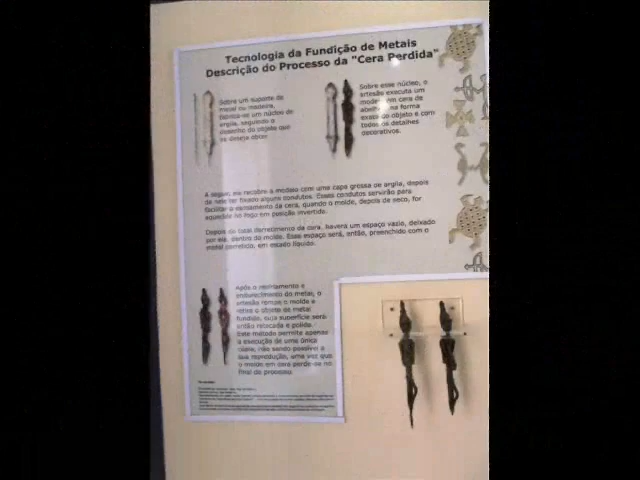 Tecnologia da Fundição de Metais
Descrição do Processo da "Cera Perdida"
Sobre um suporte de
metal ou madeira,
fabrica-se um núcleo de
argila, seguindo o
desenho do objeto que
se deseja obter
Sobre esse núcleo, o
artesão executa um
modelo em cera de
abelha, na forma
exata do objeto e com
todos os detalhes
decorativos.
A seguir, ele recobre o modelo com uma capa grossa de argila, depois
de nele ter fixado alguns condutos. Esses condutos servirão para
facilitar o vazamento da cera, quando o molde, depois de seco, for
aquecido no fogo em posição invertida.
Depois do total derretimento da cera, haverá um espaço vazio, deixado
por ela, dentro do molde. Esse espaço será, então, preenchido com o
metal derretido, em estado líquido.
Após o resfriamento e
endurecimento do metal, o
artesão remove o molde e
retira o objeto de metal
fundido, cuja superfície será
então retocada e polida.
Este método permite apenas
a execução de uma única
peça, não sendo possível a
sua reprodução, uma vez que
o modelo em cera perde-se no
final do processo.